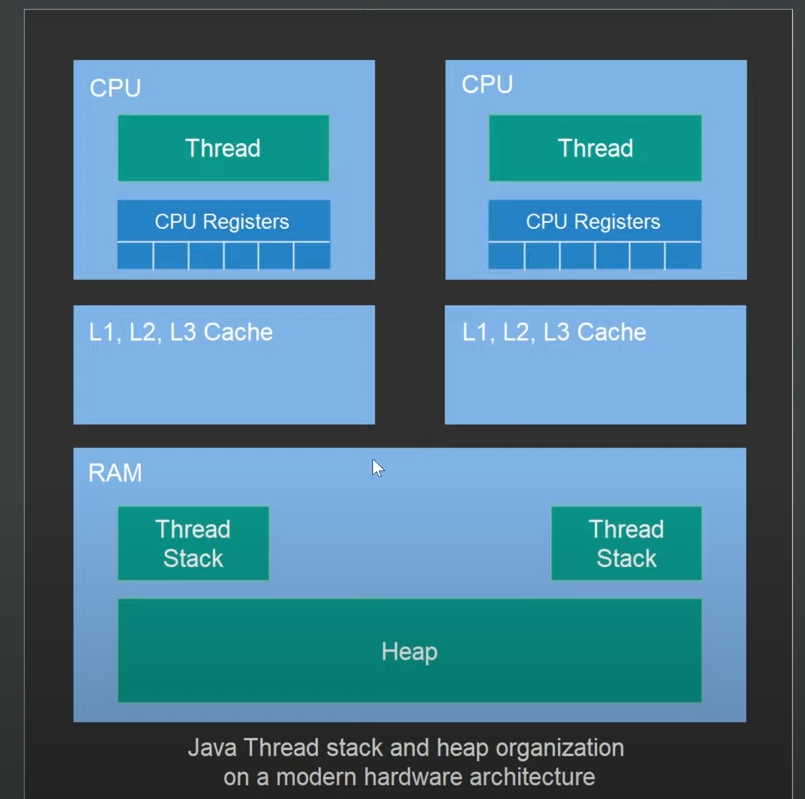 CPU
CPU
Thread
Thread
CPU Registers
CPU Registers
L1, L2, L3 Cache
L1, L2, L3 Cache
RAM
Thread
Stack
Thread
Stack
Heap
Java Thread stack and heap organization
on a modern hardware architecture